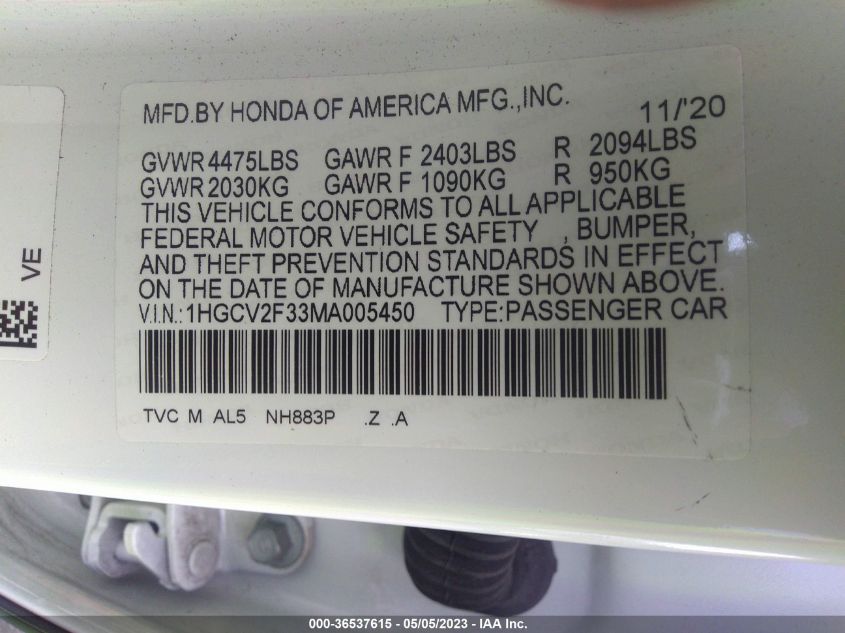 MFD.BY HONDA OF AMERICA MFG.,INC. 11/'20
GVWR 4475LBS GAWR F 2403LBS R 2094LBS
GVWR 2030KG GAWR F 1090KG R 950KG
THIS VEHICLE CONFORMS TO ALL APPLICABLE
FEDERAL MOTOR VEHICLE SAFETY , BUMPER,
AND THEFT PREVENTION STANDARDS IN EFFECT
ON THE DATE OF MANUFACTURE SHOWN ABOVE.
V.I.N.:1HGCV2F33MA005450 TYPE:PASSENGER CAR
TVC M AL5 NH883P .Z .A
VE
000-36537615 - 05/05/2023 - IAA Inc.